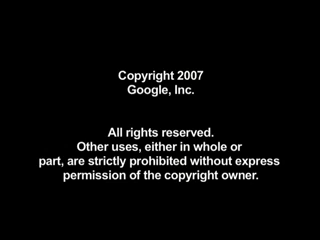 Copyright 2007
Google, Inc.
All rights reserved.
Other uses, either in whole or
part, are strictly prohibited without express
permission of the copyright owner.